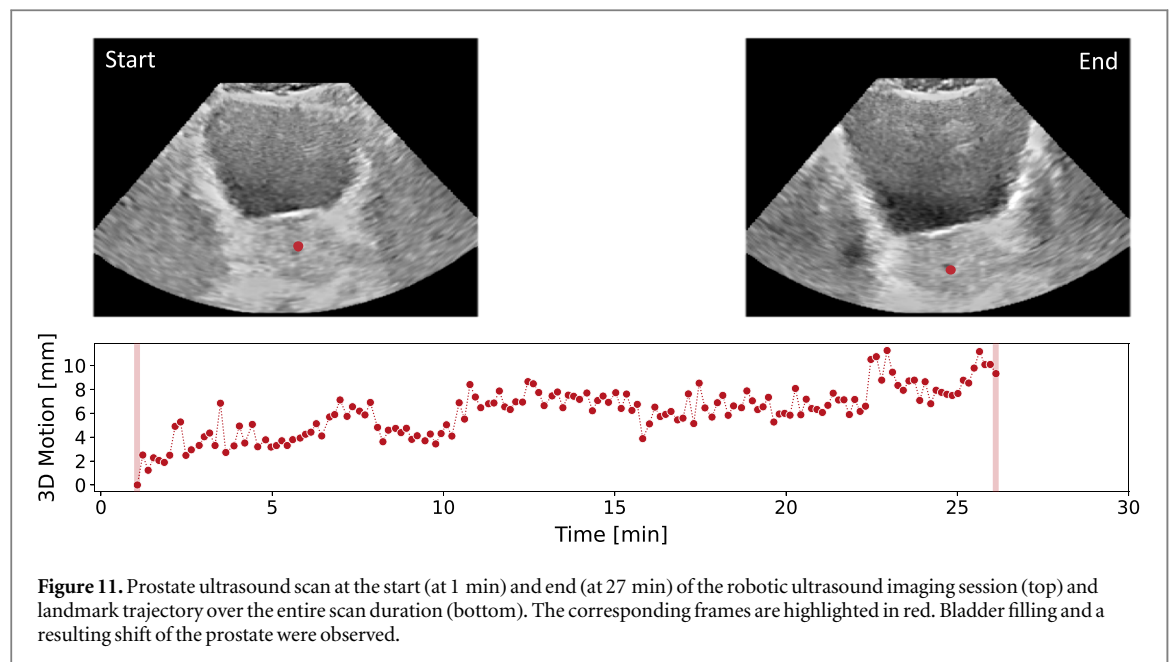 Start
End
3D Motion [mm]
10
8
6
4
2
0
0 5 10 15 20 25 30
Time [min]
Figure 11. Prostate ultrasound scan at the start (at 1 min) and end (at 27 min) of the robotic ultrasound imaging session (top) and
landmark trajectory over the entire scan duration (bottom). The corresponding frames are highlighted in red. Bladder filling and a
resulting shift of the prostate were observed.